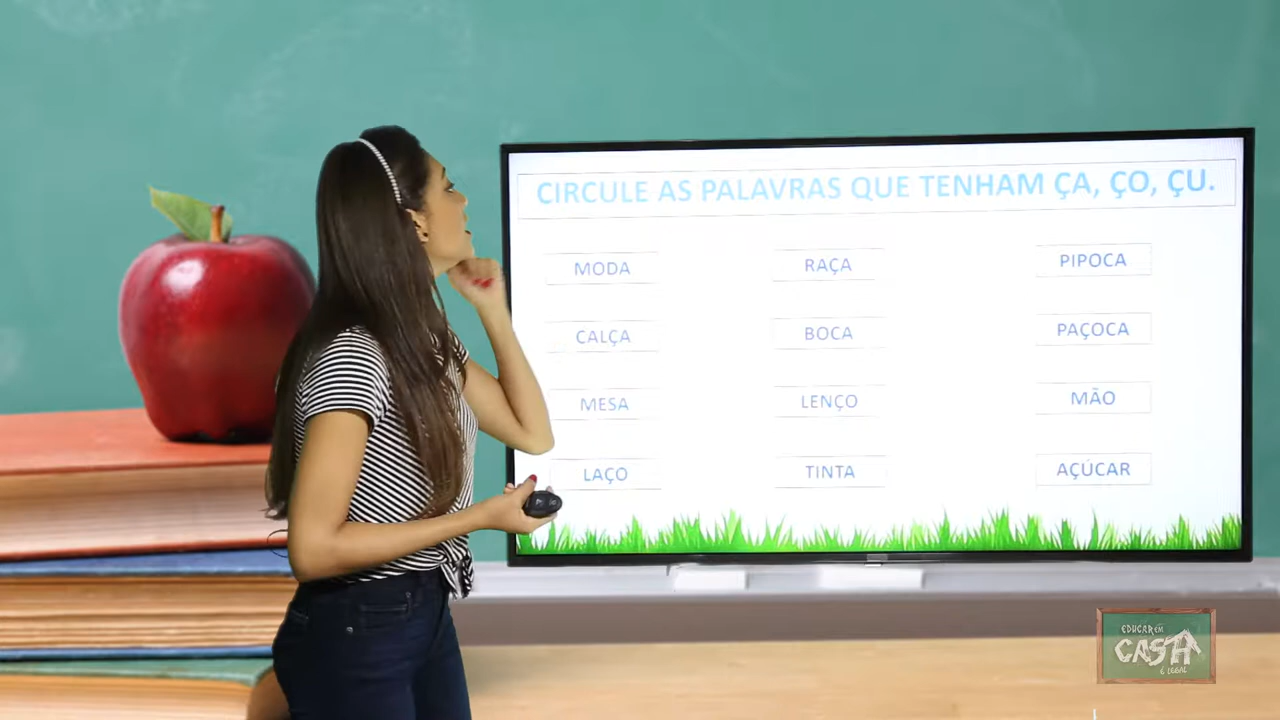 CIRCULE AS PALAVRAS QUE TENHAM ÇA, ÇO, ÇU.
MODA RAÇA PIPOCA
CALÇA BOCA PAÇOCA
MESA LENÇO MÃO
LAÇO TINTA AÇÚCAR
EDUCAR EM
CASA
É LEGAL